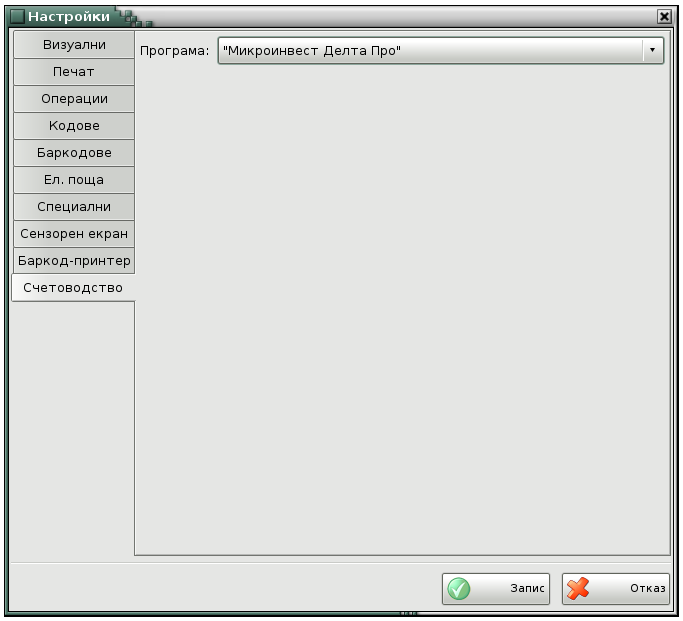 Настройки
Визуални
Печат
Операции
Кодове
Баркодове
Ел. поща
Специални
Сензорен екран
Баркод-принтер
Счетоводство
Програма: "Микроинвест Делта Про"
Запис
Отказ